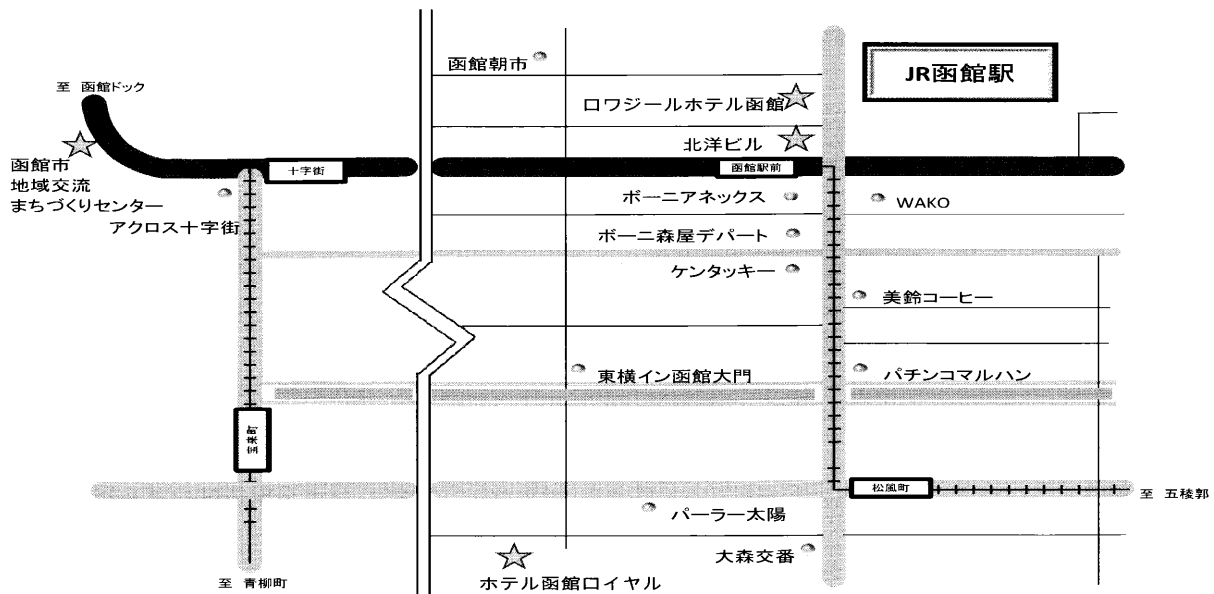 JR函館駅
函館朝市
至 函館ドック
ロワジールホテル函館
北洋ビル
函館市
地域交流
まちづくりセンター
十字街
函館駅前
アクロス十字街
ボーニアネックス
WAKO
ボーニ森屋デパート
ケンタッキー
美鈴コーヒー
東横イン函館大門
パチンコマルハン
宝来町
松風町
至 五稜郭
パーラー太陽
大森交番
ホテル函館ロイヤル
至 青柳町